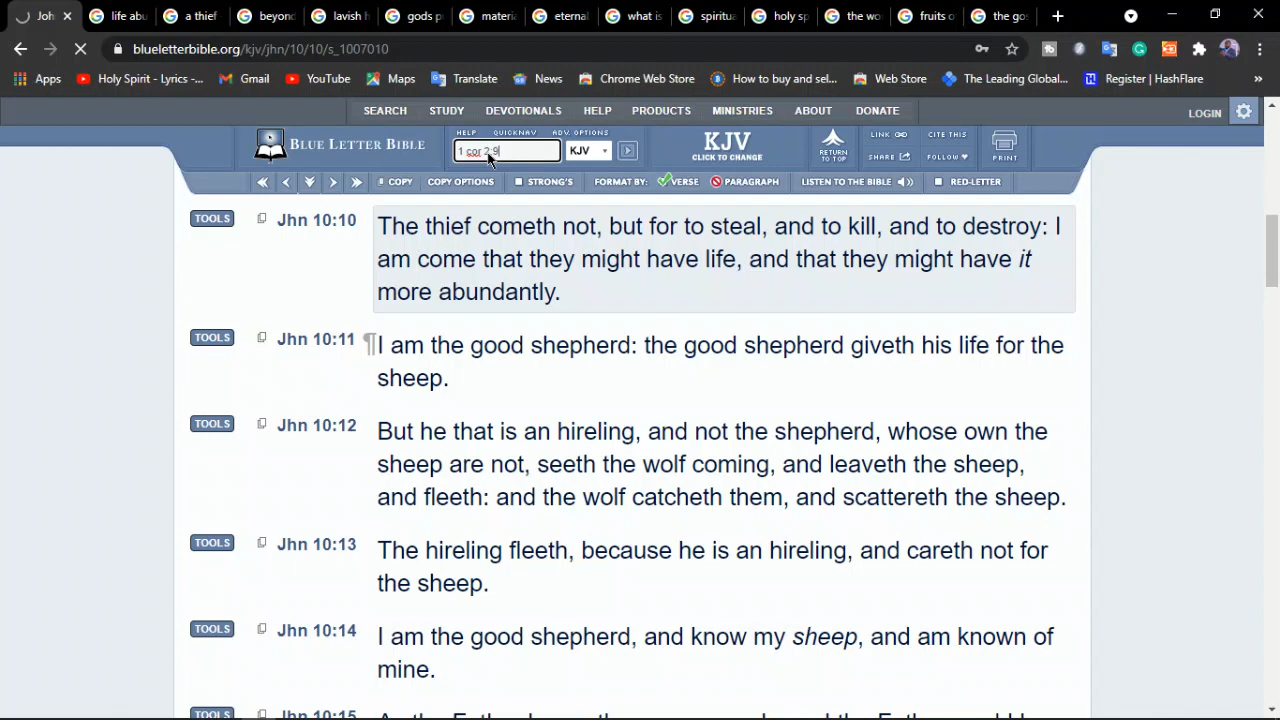 Joh
life abu
a thief
beyon
lavish h
gods p
materia
eternal
what is
spiritua
holy sp
the wo
fruits o
the gos
blueletterbible.org/kjv/jhn/10/10/s_1007010
Apps
Holy Spirit - Lyrics -...
Gmail
YouTube
Maps
Translate
News
Chrome Web Store
How to buy and sel...
Web Store
The Leading Global...
Register | HashFlare
»
SEARCH STUDY DEVOTIONALS HELP PRODUCTS MINISTRIES ABOUT DONATE
LOGIN
BLUE LETTER BIBLE
HELP QUICKNAV ADV. OPTIONS
1 cor 2:9
KJV
KJV
CLICK TO CHANGE
RETURN
TO TOP
LINK
CITE THIS
SHARE
FOLLOW
PRINT
COPY COPY OPTIONS STRONG'S FORMAT BY: VERSE PARAGRAPH LISTEN TO THE BIBLE RED-LETTER
TOOLS Jhn 10:10 The thief cometh not, but for to steal, and to kill, and to destroy: I
am come that they might have life, and that they might have it
more abundantly.
TOOLS Jhn 10:11 ¶I am the good shepherd: the good shepherd giveth his life for the
sheep.
TOOLS Jhn 10:12 But he that is an hireling, and not the shepherd, whose own the
sheep are not, seeth the wolf coming, and leaveth the sheep,
and fleeth: and the wolf catcheth them, and scattereth the sheep.
TOOLS Jhn 10:13 The hireling fleeth, because he is an hireling, and careth not for
the sheep.
TOOLS Jhn 10:14 I am the good shepherd, and know my sheep, and am known of
mine.
TOOLS Jhn 10:15